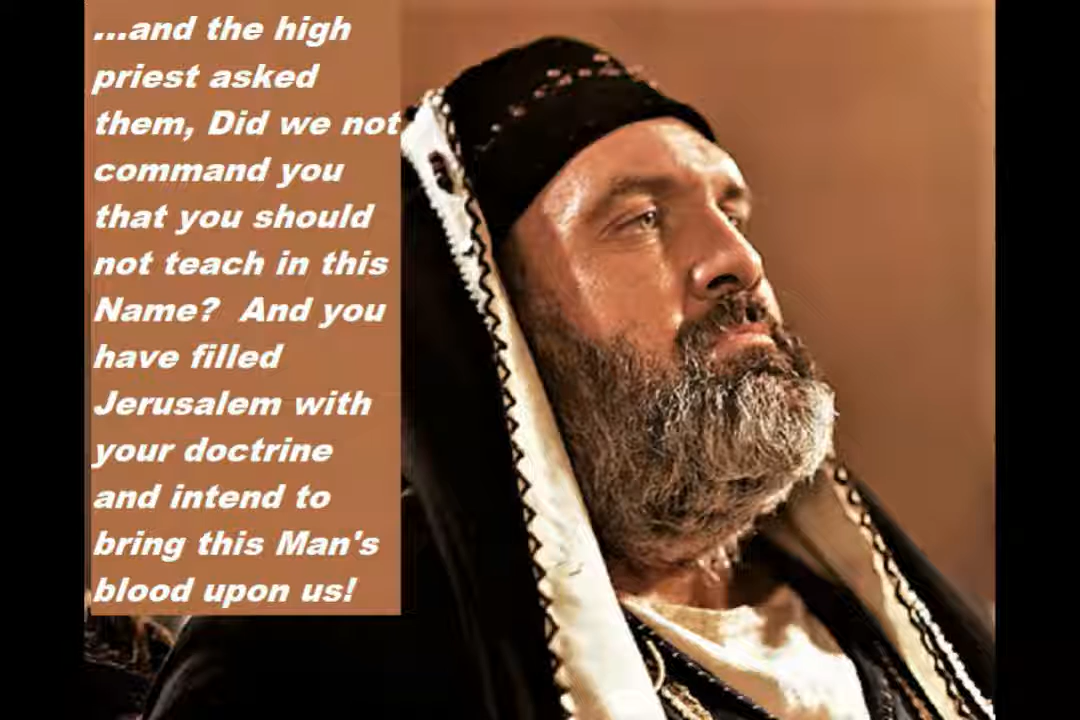 ...and the high
priest asked
them, Did we not
command you
that you should
not teach in this
Name?  And you
have filled
Jerusalem with
your doctrine
and intend to
bring this Man's
blood upon us!